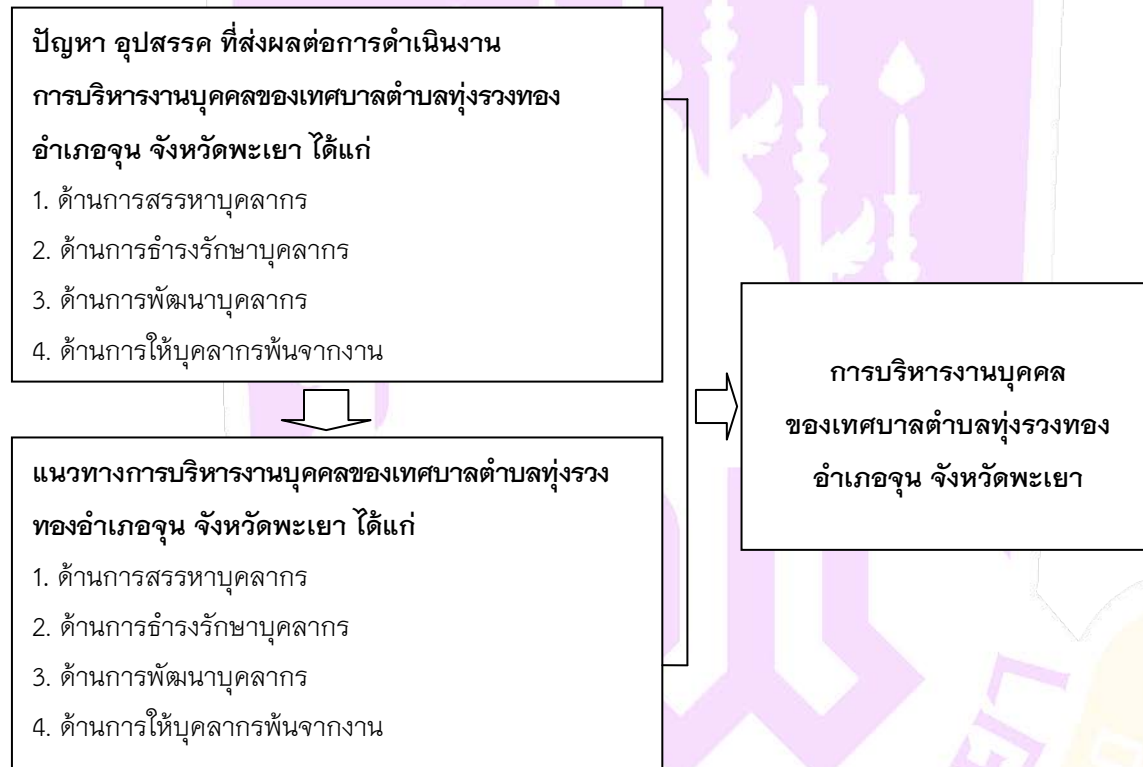 ปัญหา อุปสรรค ที่ส่งผลต่อการดำเนินงาน
การบริหารงานบุคคลของเทศบาลตำบลทุ่งรวงทอง
อำเภอจุน จังหวัดพะเยา ได้แก่
1. ด้านการสรรหาบุคลากร
2. ด้านการธำรงรักษาบุคลากร
3. ด้านการพัฒนาบุคลากร
4. ด้านการให้บุคลากรพ้นจากงาน
แนวทางการบริหารงานบุคคลของเทศบาลตำบลทุ่งรวง
ทองอำเภอจุน จังหวัดพะเยา ได้แก่
1. ด้านการสรรหาบุคลากร
2. ด้านการธำรงรักษาบุคลากร
3. ด้านการพัฒนาบุคลากร
4. ด้านการให้บุคลากรพ้นจากงาน
การบริหารงานบุคคล
ของเทศบาลตำบลทุ่งรวงทอง
อำเภอจุน จังหวัดพะเยา